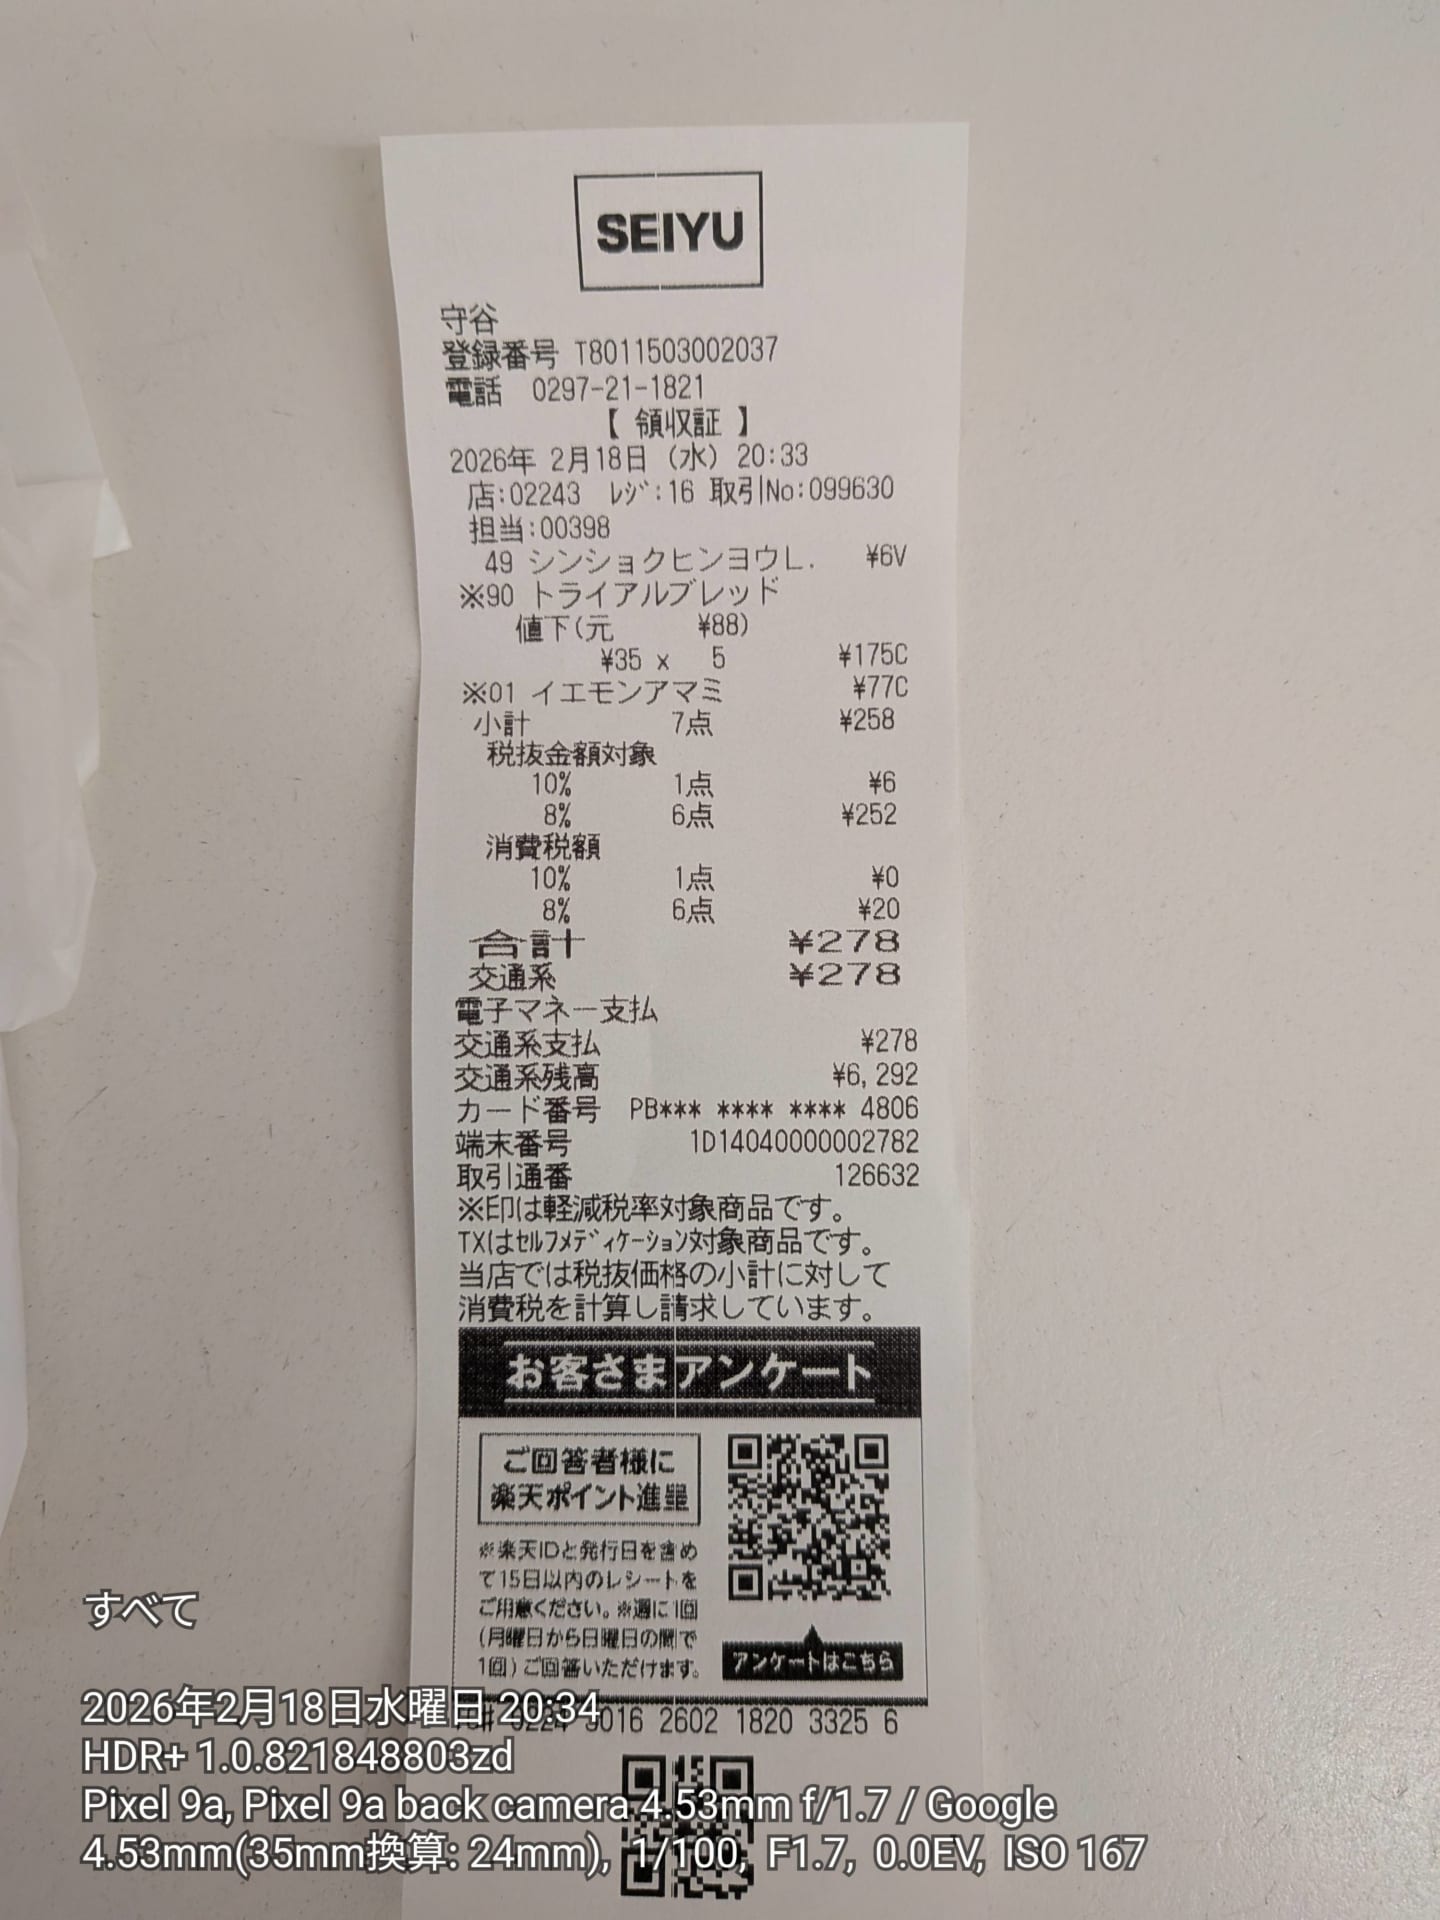 SEIYU
守谷
登録番号 T8011503002037
電話 0297-21-1821
【 領収証 】
2026年 2月18日 (水) 20:33
店:02243 ﾚｼﾞ:16 取引No:099630
担当:00398
49 シンショクヒンヨウL. ¥6V
※90 トライアルブレッド
値下(元 ¥88)
¥35 x 5 ¥175C
※01 イエモンアマミ ¥77C
小計 7点 ¥258
税抜金額対象
10% 1点 ¥6
8% 6点 ¥252
消費税額
10% 1点 ¥0
8% 6点 ¥20
合計 ¥278
交通系 ¥278
電子マネー支払
交通系支払 ¥278
交通系残高 ¥6,292
カード番号 PB*** **** **** 4806
端末番号 1D14040000002782
取引通番 126632
※印は軽減税率対象商品です。
TXはｾﾙﾌﾒﾃﾞｨｹｰｼｮﾝ対象商品です。
当店では税抜価格の小計に対して
消費税を計算し請求しています。
お客さまアンケート
ご回答者様に
楽天ポイント進呈
※楽天IDと発行日を含め
て15日以内のレシートを
ご用意ください。※週に1回
(月曜日から日曜日の間で
1回)ご回答いただけます。
アンケートはこちら
9016 2602 1820 3325 6
すべて
2026年2月18日水曜日 20:34
HDR+ 1.0.821848803zd
Pixel 9a, Pixel 9a back camera 4.53mm f/1.7 / Google
4.53mm(35mm換算: 24mm), 1/100, F1.7, 0.0EV, ISO 167